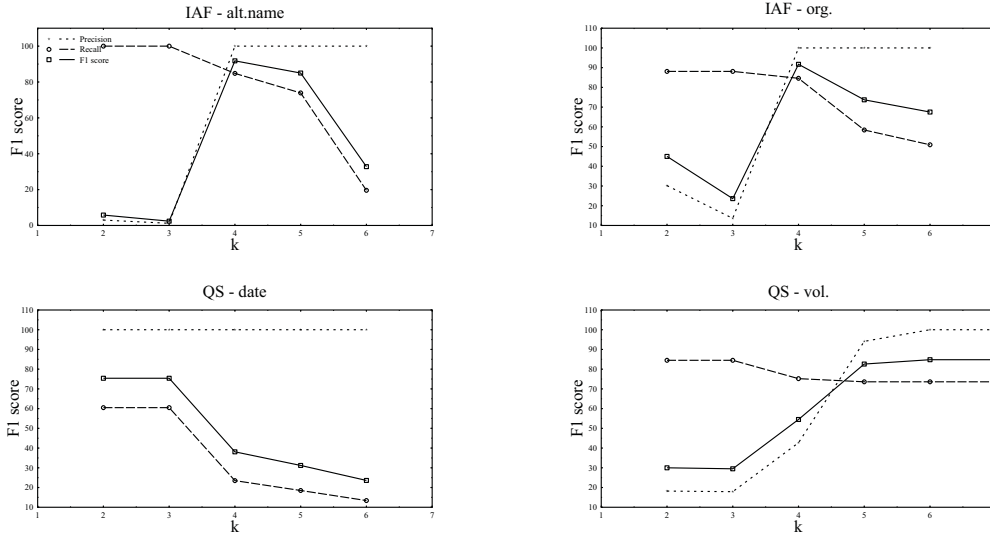 IAF - alt.name
Precision
Recall
F1 score
100
80
60
40
20
0
F1 score
1 2 3 4 5 6 7
k
IAF - org.
110
100
90
80
70
60
50
40
30
20
10
F1 score
1 2 3 4 5 6
k
QS - date
110
100
90
80
70
60
50
40
30
20
10
F1 score
1 2 3 4 5 6 7
k
QS - vol.
110
100
90
80
70
60
50
40
30
20
10
F1 score
1 2 3 4 5 6
k